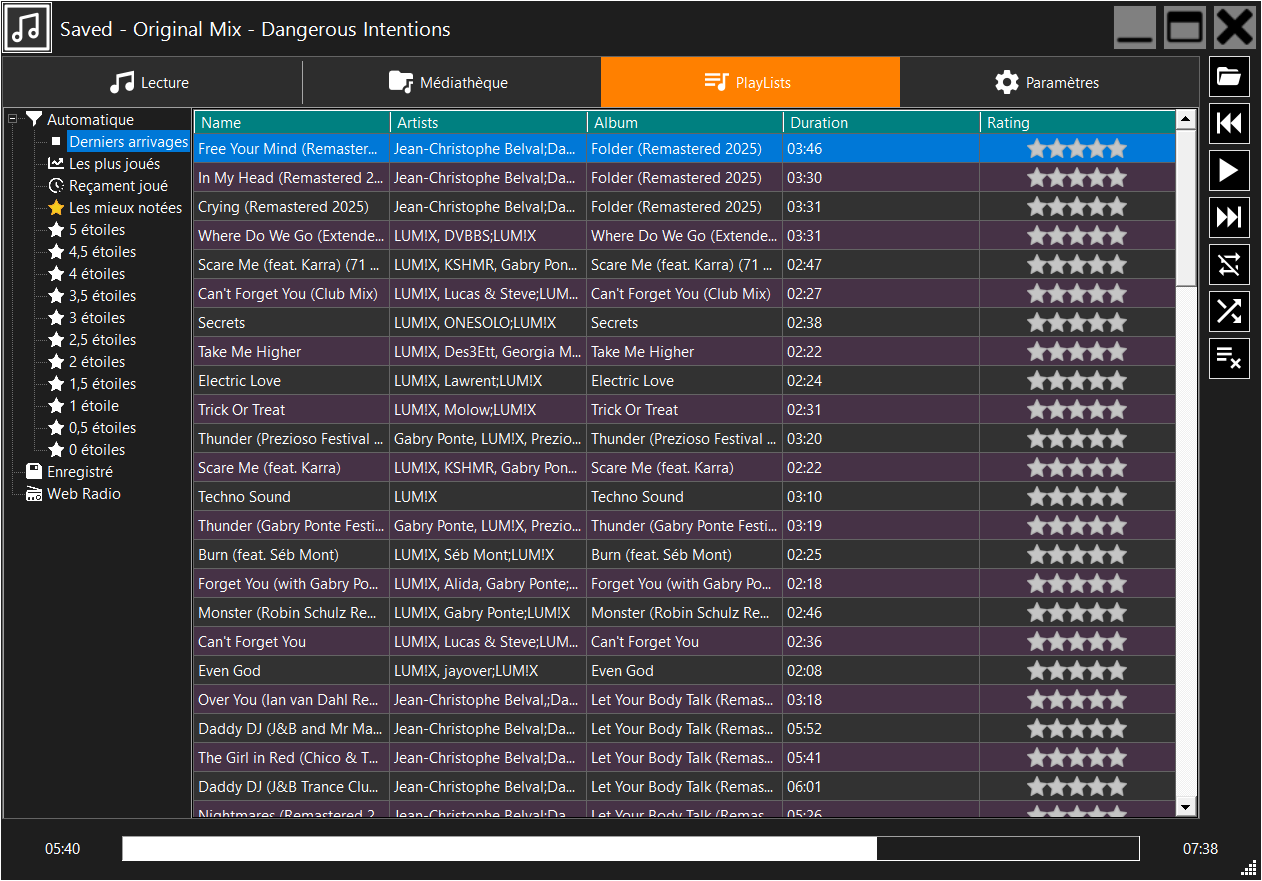 Saved - Original Mix - Dangerous Intentions
Lecture Médiathèque PlayLists Paramètres
Automatique
Derniers arrivages
Les plus joués
Reçament joué
Les mieux notées
5 étoiles
4,5 étoiles
4 étoiles
3,5 étoiles
3 étoiles
2,5 étoiles
2 étoiles
1,5 étoiles
1 étoile
0,5 étoiles
0 étoiles
Enregistré
Web Radio
Name Artists Album Duration Rating
Free Your Mind (Remaster... Jean-Christophe Belval;Da... Folder (Remastered 2025) 03:46
In My Head (Remastered 2... Jean-Christophe Belval;Da... Folder (Remastered 2025) 03:30
Crying (Remastered 2025) Jean-Christophe Belval;Da... Folder (Remastered 2025) 03:31
Where Do We Go (Extende... LUM!X, DVBBS;LUM!X Where Do We Go (Extende... 03:31
Scare Me (feat. Karra) (71 ... LUM!X, KSHMR, Gabry Pon... Scare Me (feat. Karra) (71 ... 02:47
Can't Forget You (Club Mix) LUM!X, Lucas & Steve;LUM... Can't Forget You (Club Mix) 02:27
Secrets LUM!X, ONESOLO;LUM!X Secrets 02:38
Take Me Higher LUM!X, Des3Ett, Georgia M... Take Me Higher 02:22
Electric Love LUM!X, Lawrent;LUM!X Electric Love 02:24
Trick Or Treat LUM!X, Molow;LUM!X Trick Or Treat 02:31
Thunder (Prezioso Festival ... Gabry Ponte, LUM!X, Prezio... Thunder (Prezioso Festival ... 03:20
Scare Me (feat. Karra) LUM!X, KSHMR, Gabry Pon... Scare Me (feat. Karra) 02:22
Techno Sound LUM!X Techno Sound 03:10
Thunder (Gabry Ponte Festi... Gabry Ponte, LUM!X, Prezio... Thunder (Gabry Ponte Festi... 03:19
Burn (feat. Séb Mont) LUM!X, Séb Mont;LUM!X Burn (feat. Séb Mont) 02:25
Forget You (with Gabry Po... LUM!X, Alida, Gabry Ponte;... Forget You (with Gabry Po... 02:18
Monster (Robin Schulz Re... LUM!X, Gabry Ponte;LUM!X Monster (Robin Schulz Re... 02:46
Can't Forget You LUM!X, Lucas & Steve;LUM... Can't Forget You 02:36
Even God LUM!X, jayover;LUM!X Even God 02:08
Over You (Ian van Dahl Re... Jean-Christophe Belval,;Da... Let Your Body Talk (Remas... 03:18
Daddy DJ (J&B and Mr Ma... Jean-Christophe Belval;Da... Let Your Body Talk (Remas... 05:52
The Girl in Red (Chico & T... Jean-Christophe Belval;Da... Let Your Body Talk (Remas... 05:41
Daddy DJ (J&B Trance Clu... Jean-Christophe Belval;Da... Let Your Body Talk (Remas... 06:01
Nightmares (Remastered 2... Jean-Christophe Belval;Da... Let Your Body Talk (Remas... 05:26
05:40 07:38